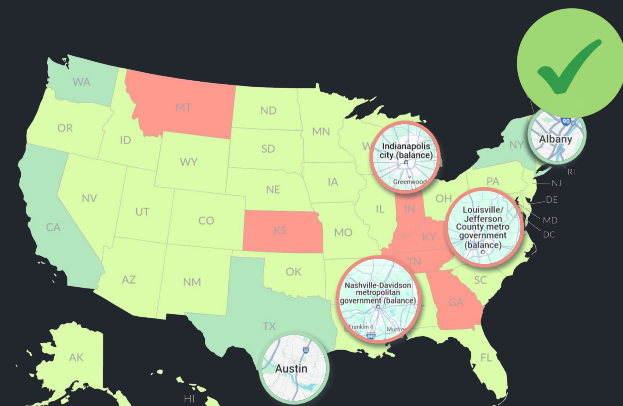 WA
MT
ND
MN
OR
ID
SD
WY
W
Indianapolis
city (balance)
Greenwood
NY
Albany
RI
PA
NJ
NE
IA
NV
UT
CO
IL
IN
OH
DE
MD
DC
Louisville/
Jefferson
County metro
government
(balance)
CA
KS
MO
KY
TN
AZ
NM
OK
Nashville-Davidson
metropolitan
government (balance)
Franklin
Murfree
SC
GA
TX
AK
HI
Austin
FL